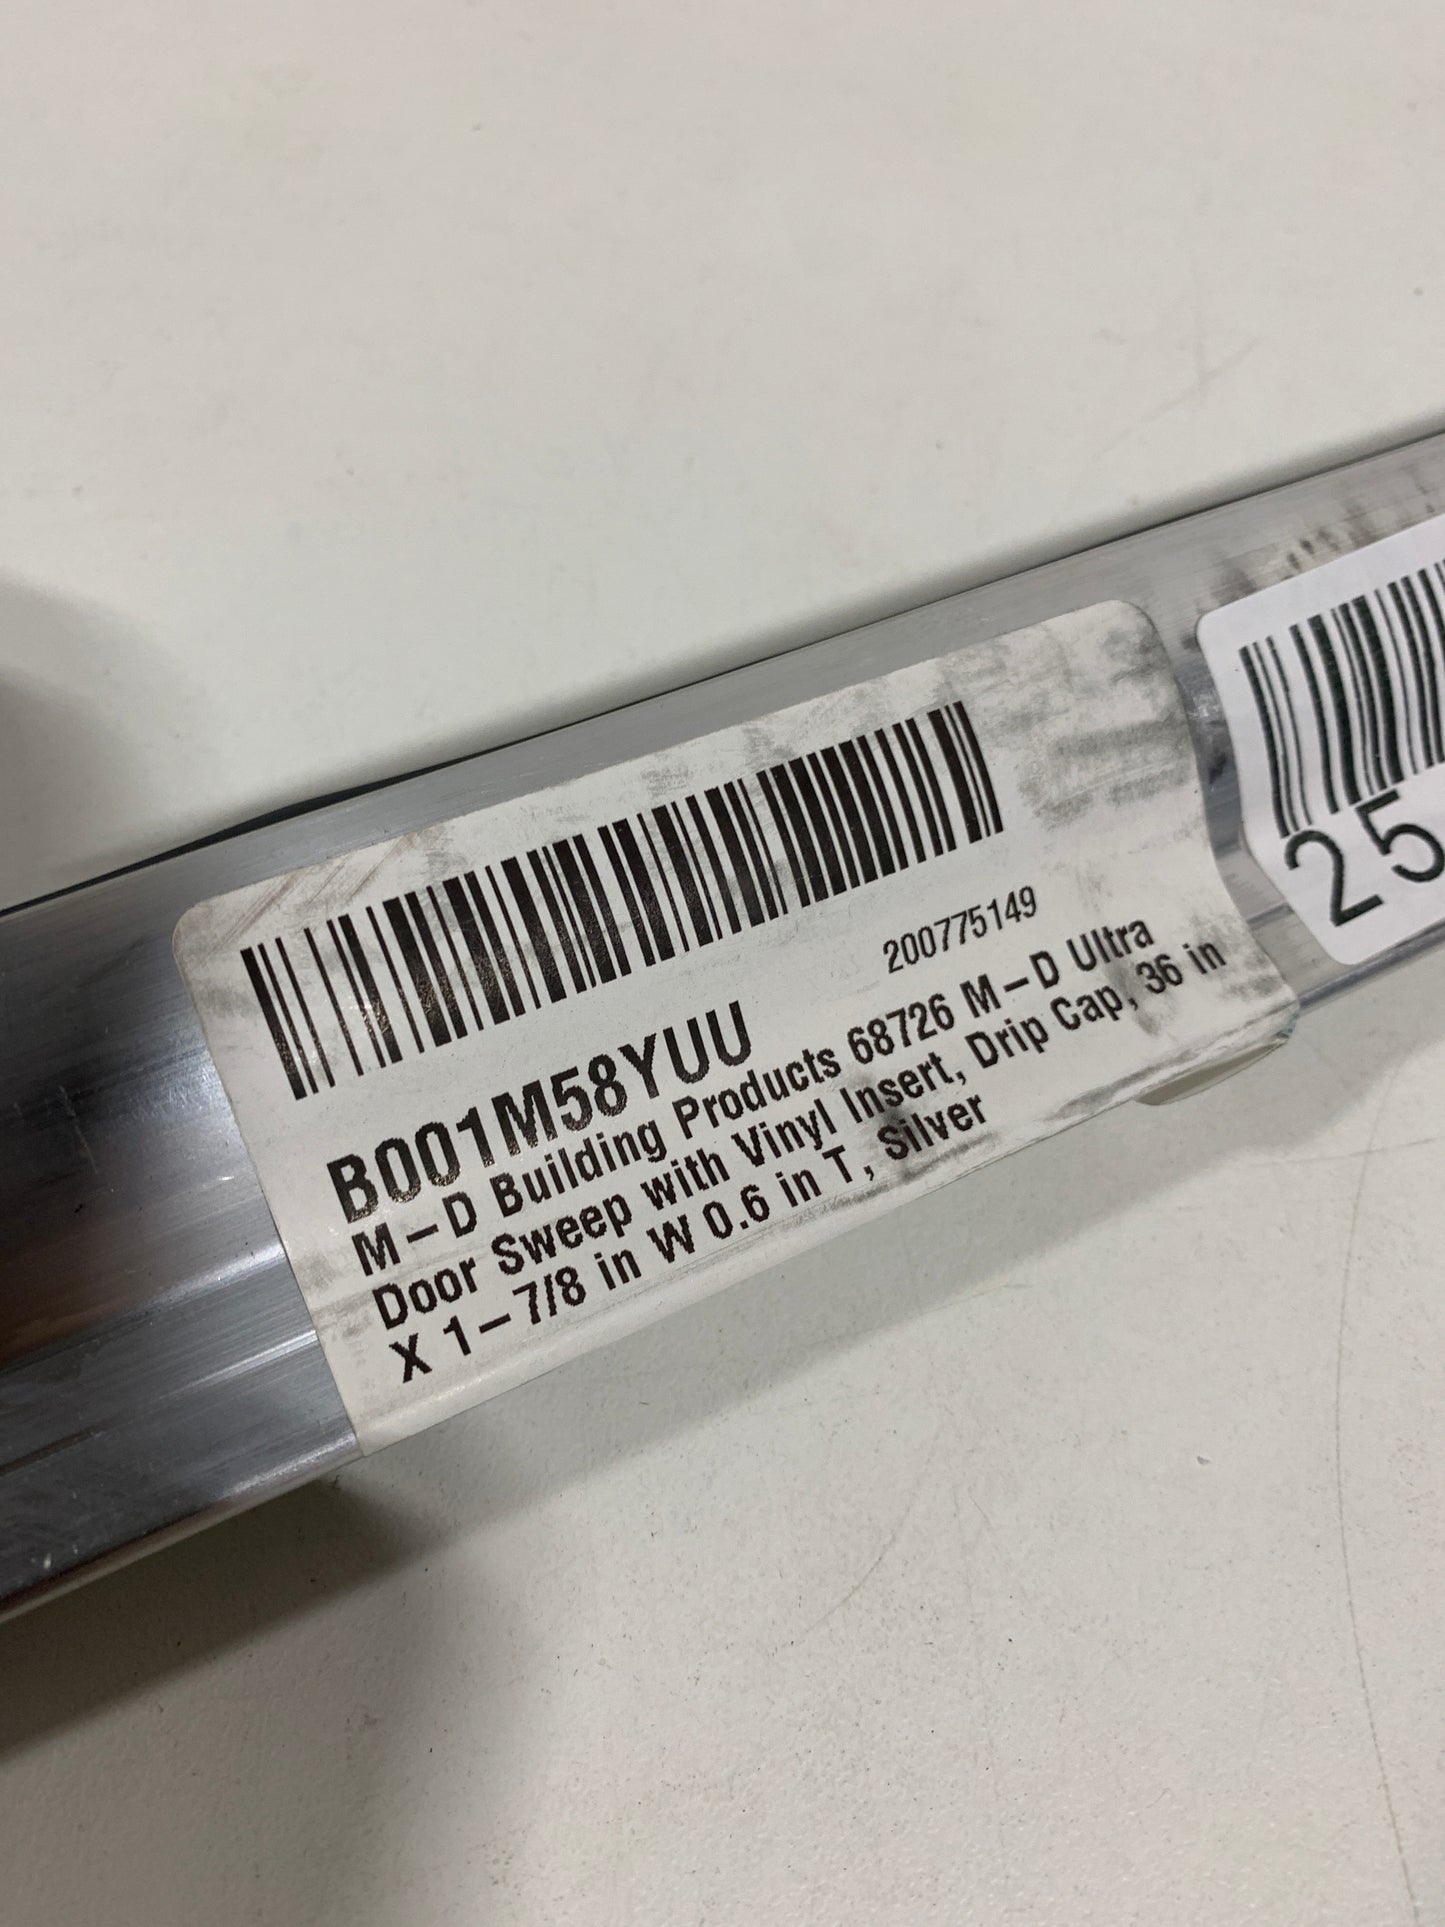 200775149
B001M58YUU
M-D Building Products 68726 M-D Ultra
Door Sweep with Vinyl Insert, Drip Cap, 36 in
X 1-7/8 in W 0.6 in T, Silver
25